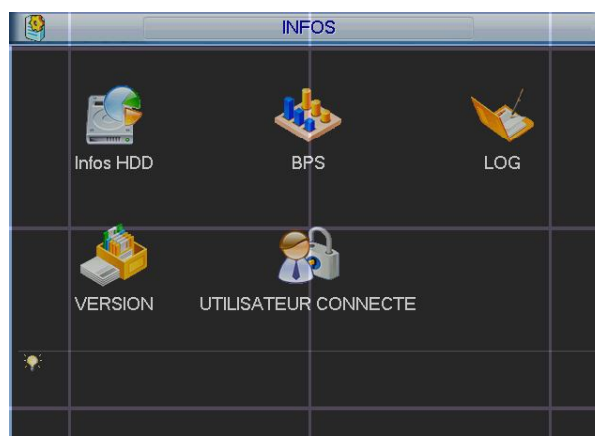 INFOS
Infos HDD
BPS
LOG
VERSION
UTILISATEUR CONNECTE